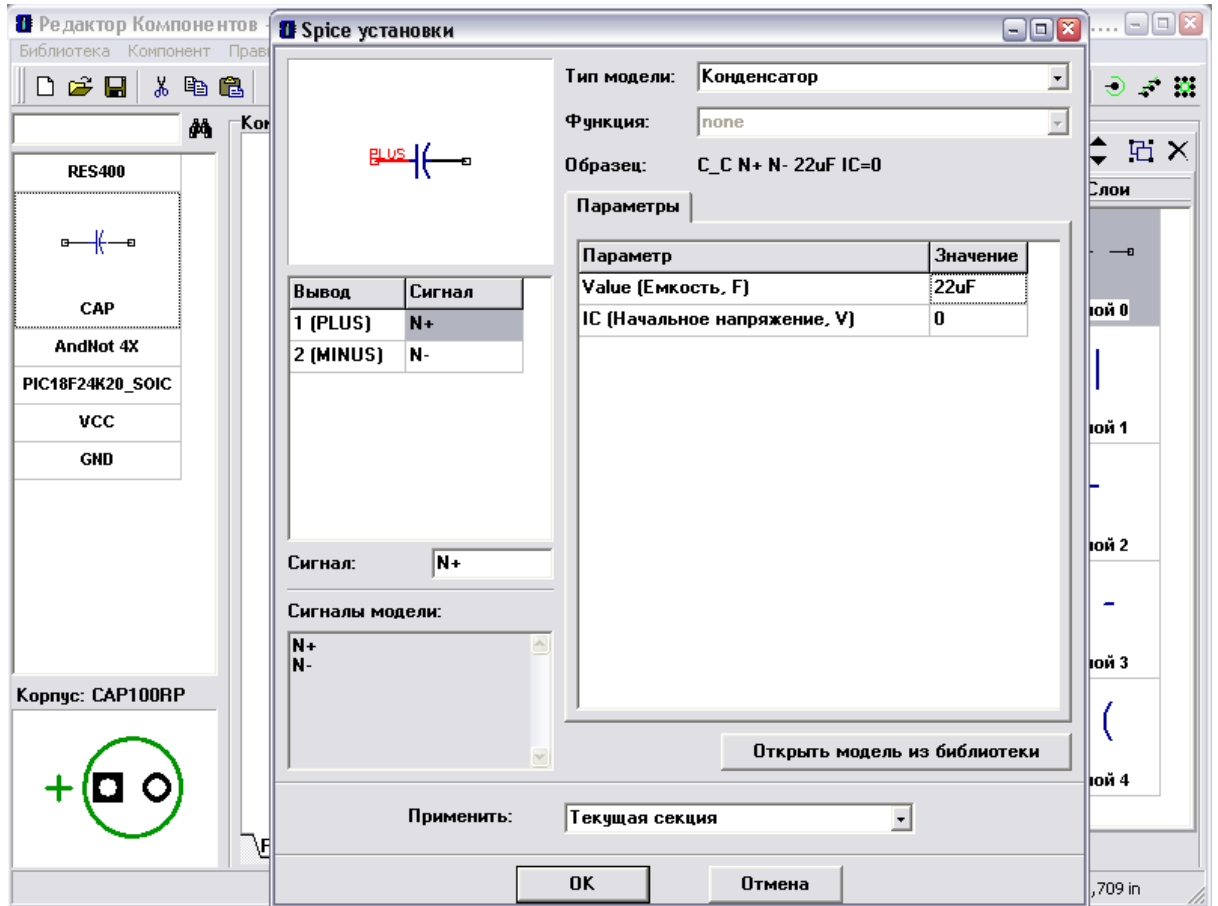 Редактор Компонентов -
....
Библиотека Компонент Прав
Spice установки
RES400
CAP
AndNot 4X
PIC18F24K20_SOIC
VCC
GND
Корпус: CAP100RP
PLUS
Вывод Сигнал
1 (PLUS) N+
2 (MINUS) N-
Сигнал: N+
Сигналы модели:
N+
N-
Тип модели: Конденсатор
Функция: none
Образец: C_C N+ N- 22uF IC=0
Параметры
Параметр Значение
Value (Емкость, F) 22uF
IC (Начальное напряжение, V) 0
Открыть модель из библиотеки
Применить: Текущая секция
OK Отмена
Слои
ой 0
ой 1
ой 2
ой 3
ой 4
,709 in